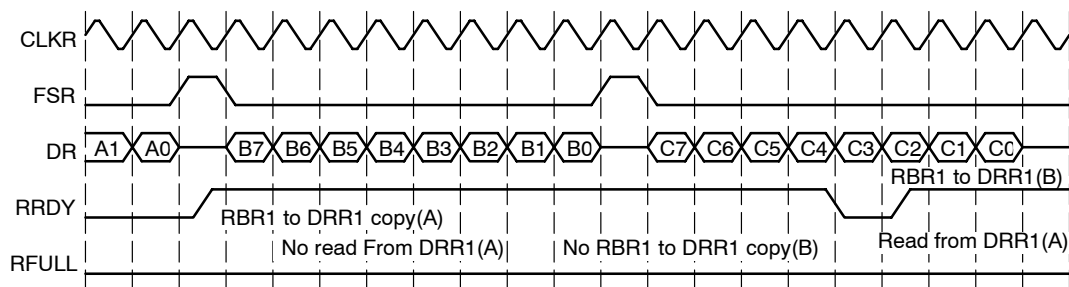 CLKR
FSR
DR A1 A0 B7 B6 B5 B4 B3 B2 B1 B0 C7 C6 C5 C4 C3 C2 C1 C0
RBR1 to DRR1(B)
RRDY
RBR1 to DRR1 copy(A)
No read From DRR1(A) No RBR1 to DRR1 copy(B) Read from DRR1(A)
RFULL